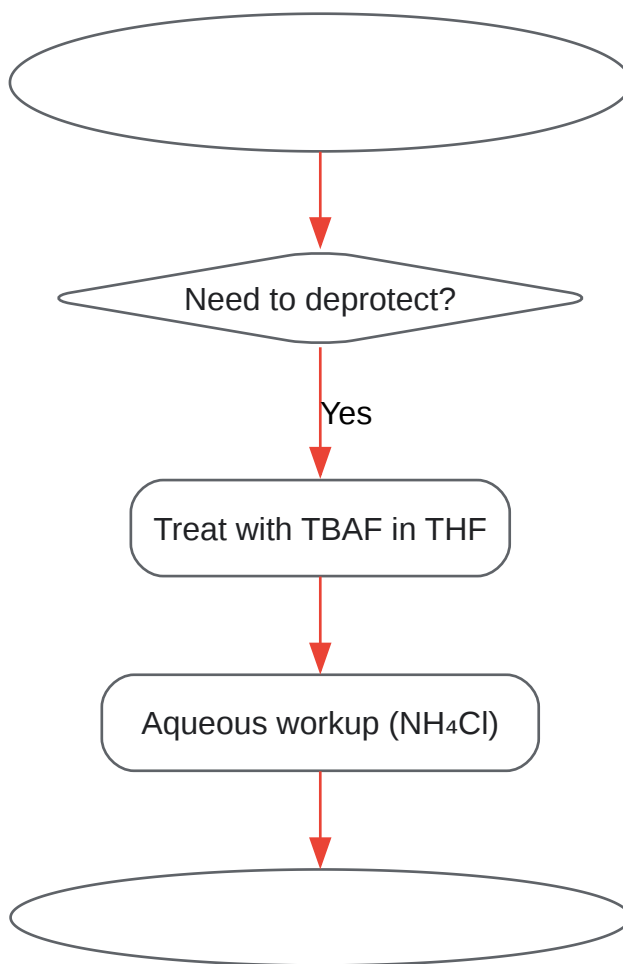 Need to deprotect?
Yes
Treat with TBAF in THF
Aqueous workup (NH₄Cl)